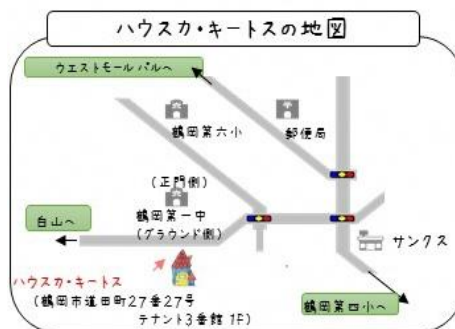 ハウスカ・キートスの地図
ウエストモールパルへ
鶴岡第六小
郵便局
(正門側)
鶴岡第一中
(グラウンド側)
白山へ
サンクス
ハウスカ・キートス
(鶴岡市道田町27番27号
テナント3番館 1F)
鶴岡第四小へ